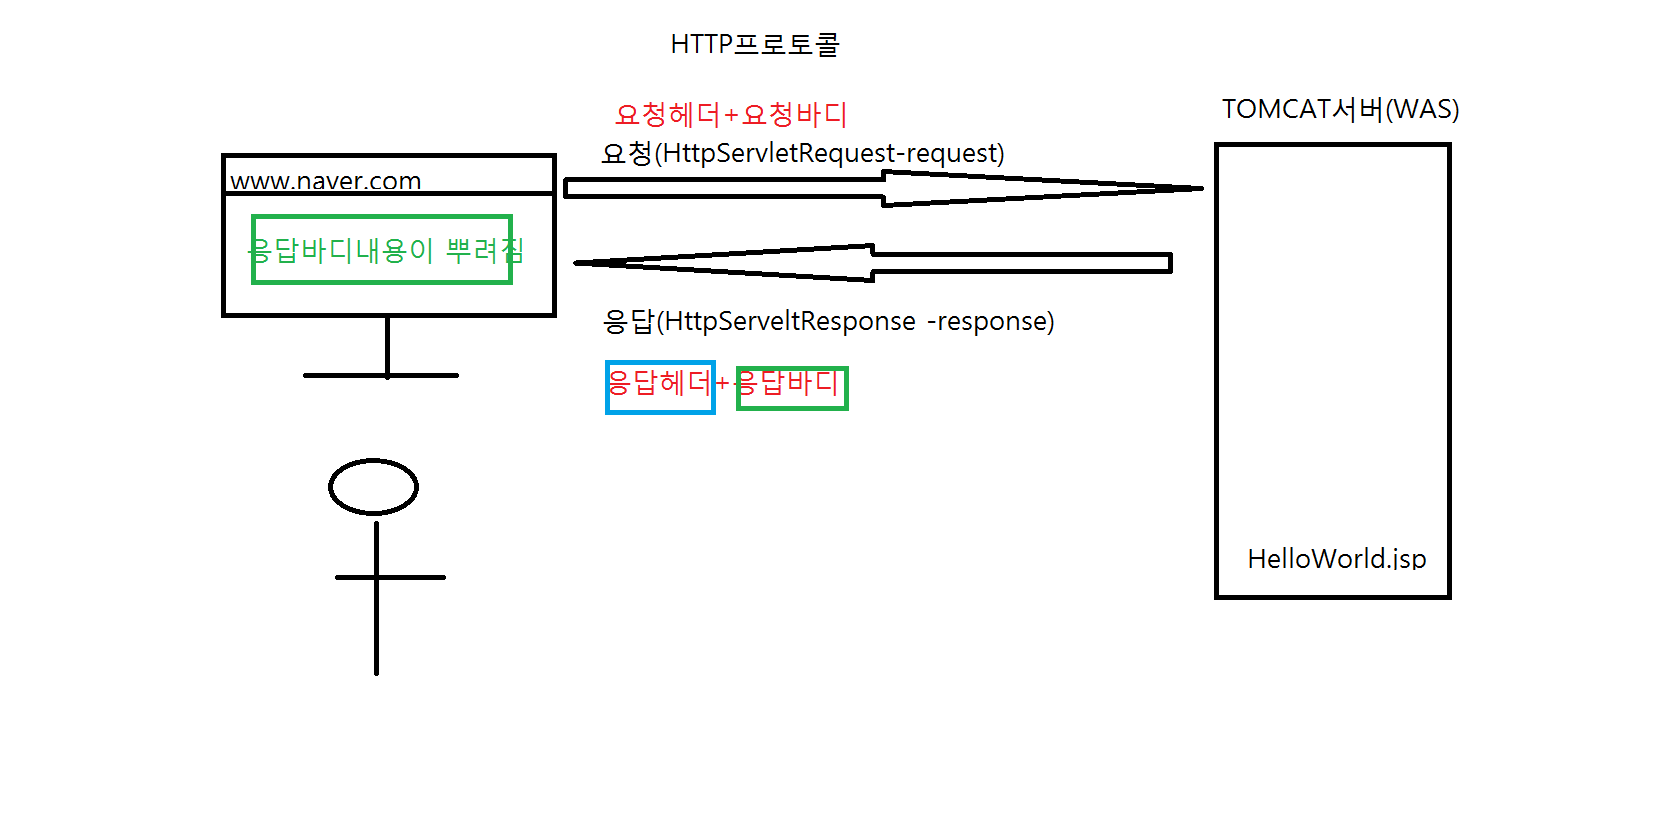 HTTP프로토콜
요청헤더+요청바디
TOMCAT서버(WAS)
요청(HttpServletRequest-request)
www.naver.com
응답바디내용이 뿌려짐
응답(HttpServeltResponse -response)
응답헤더+응답바디
HelloWorld.jsp